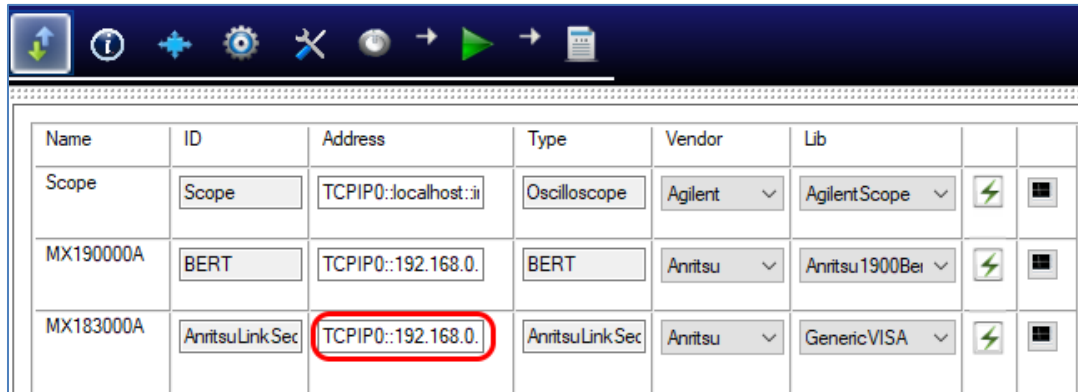 Name ID Address Type Vendor Lib
Scope Scope TCPIP0::localhost::i Oscilloscope Agilent AgilentScope
MX190000A BERT TCPIP0::192.168.0. BERT Anritsu Anritsu1900Ber
MX183000A AnritsuLinkSec TCPIP0::192.168.0. AnritsuLinkSec Anritsu GenericVISA